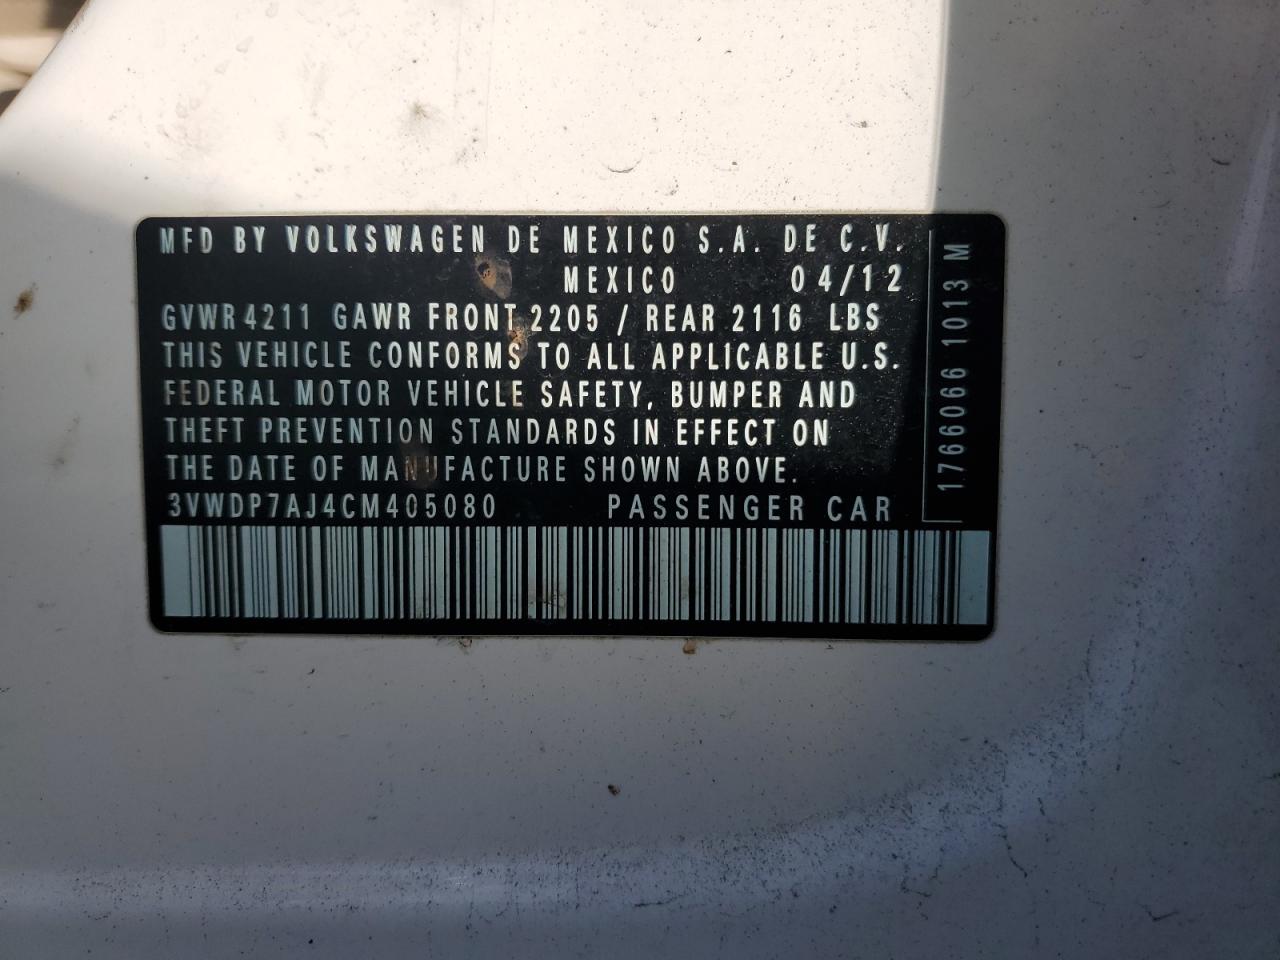 MFD BY VOLKSWAGEN DE MEXICO S.A. DE C.V.
MEXICO 04/12
GVWR 4211 GAWR FRONT 2205 / REAR 2116 LBS
THIS VEHICLE CONFORMS TO ALL APPLICABLE U.S.
FEDERAL MOTOR VEHICLE SAFETY, BUMPER AND
THEFT PREVENTION STANDARDS IN EFFECT ON
THE DATE OF MANUFACTURE SHOWN ABOVE.
3VWDP7AJ4CM405080 PASSENGER CAR
1766066 1013 M